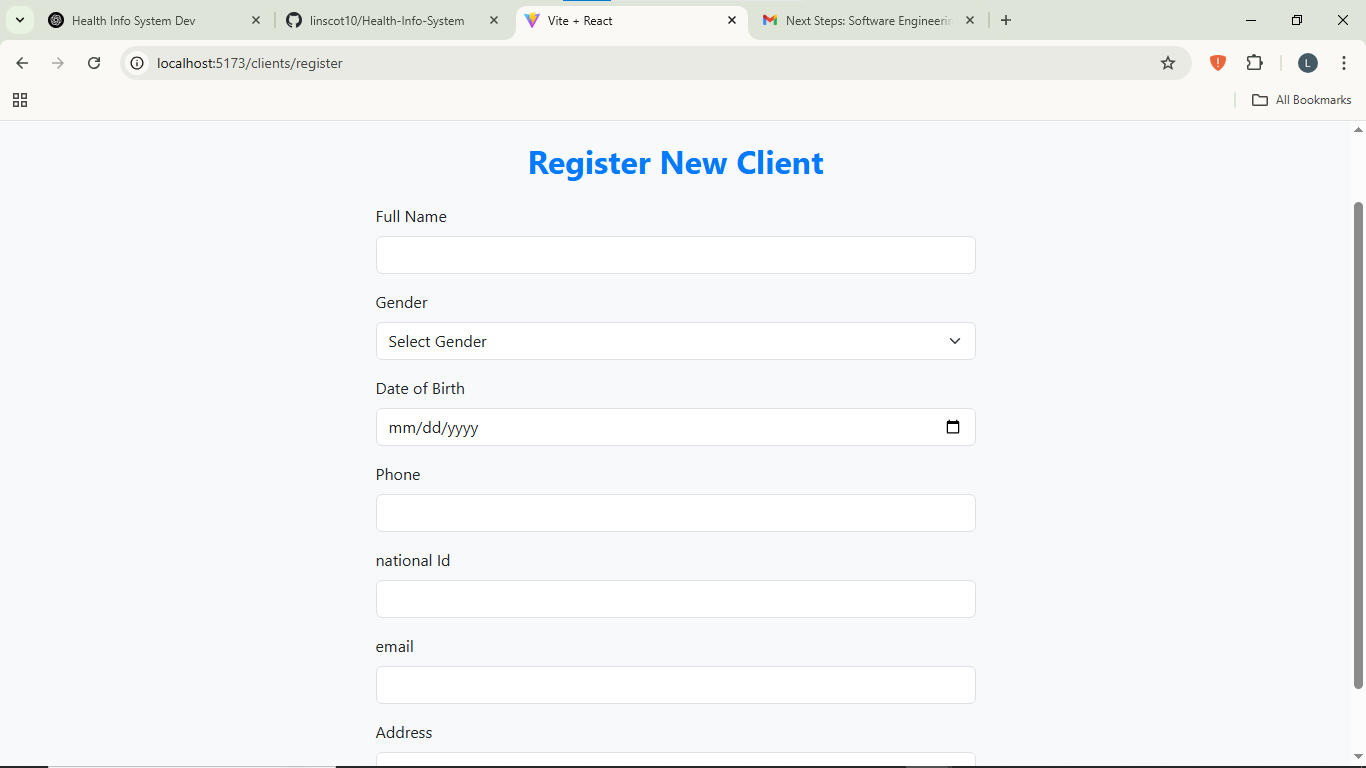 Health Info System Dev
linscot10/Health-Info-System
Vite + React
Next Steps: Software Engineerin
localhost:5173/clients/register
L
All Bookmarks
Register New Client
Full Name
Gender
Select Gender
Date of Birth
mm/dd/yyyy
Phone
national Id
email
Address